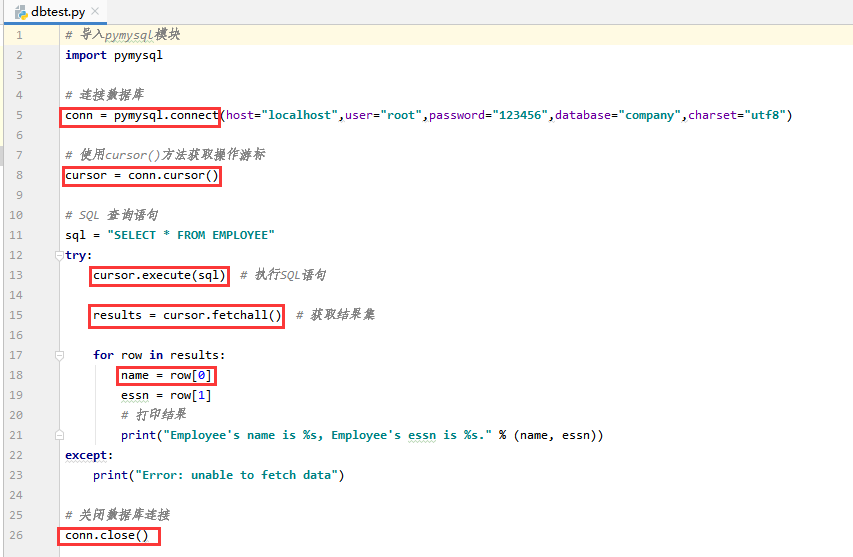 dbtest.py
1 # 导入pymysql模块
2 import pymysql
3
4 # 连接数据库
5 conn = pymysql.connect(host="localhost",user="root",password="123456",database="company",charset="utf8")
6
7 # 使用cursor()方法获取操作游标
8 cursor = conn.cursor()
9
10 # SQL 查询语句
11 sql = "SELECT * FROM EMPLOYEE"
12 try:
13 cursor.execute(sql) # 执行SQL语句
14
15 results = cursor.fetchall() # 获取结果集
16
17 for row in results:
18 name = row[0]
19 essn = row[1]
20 # 打印结果
21 print("Employee's name is %s, Employee's essn is %s." % (name, essn))
22 except:
23 print("Error: unable to fetch data")
24
25 # 关闭数据库连接
26 conn.close()